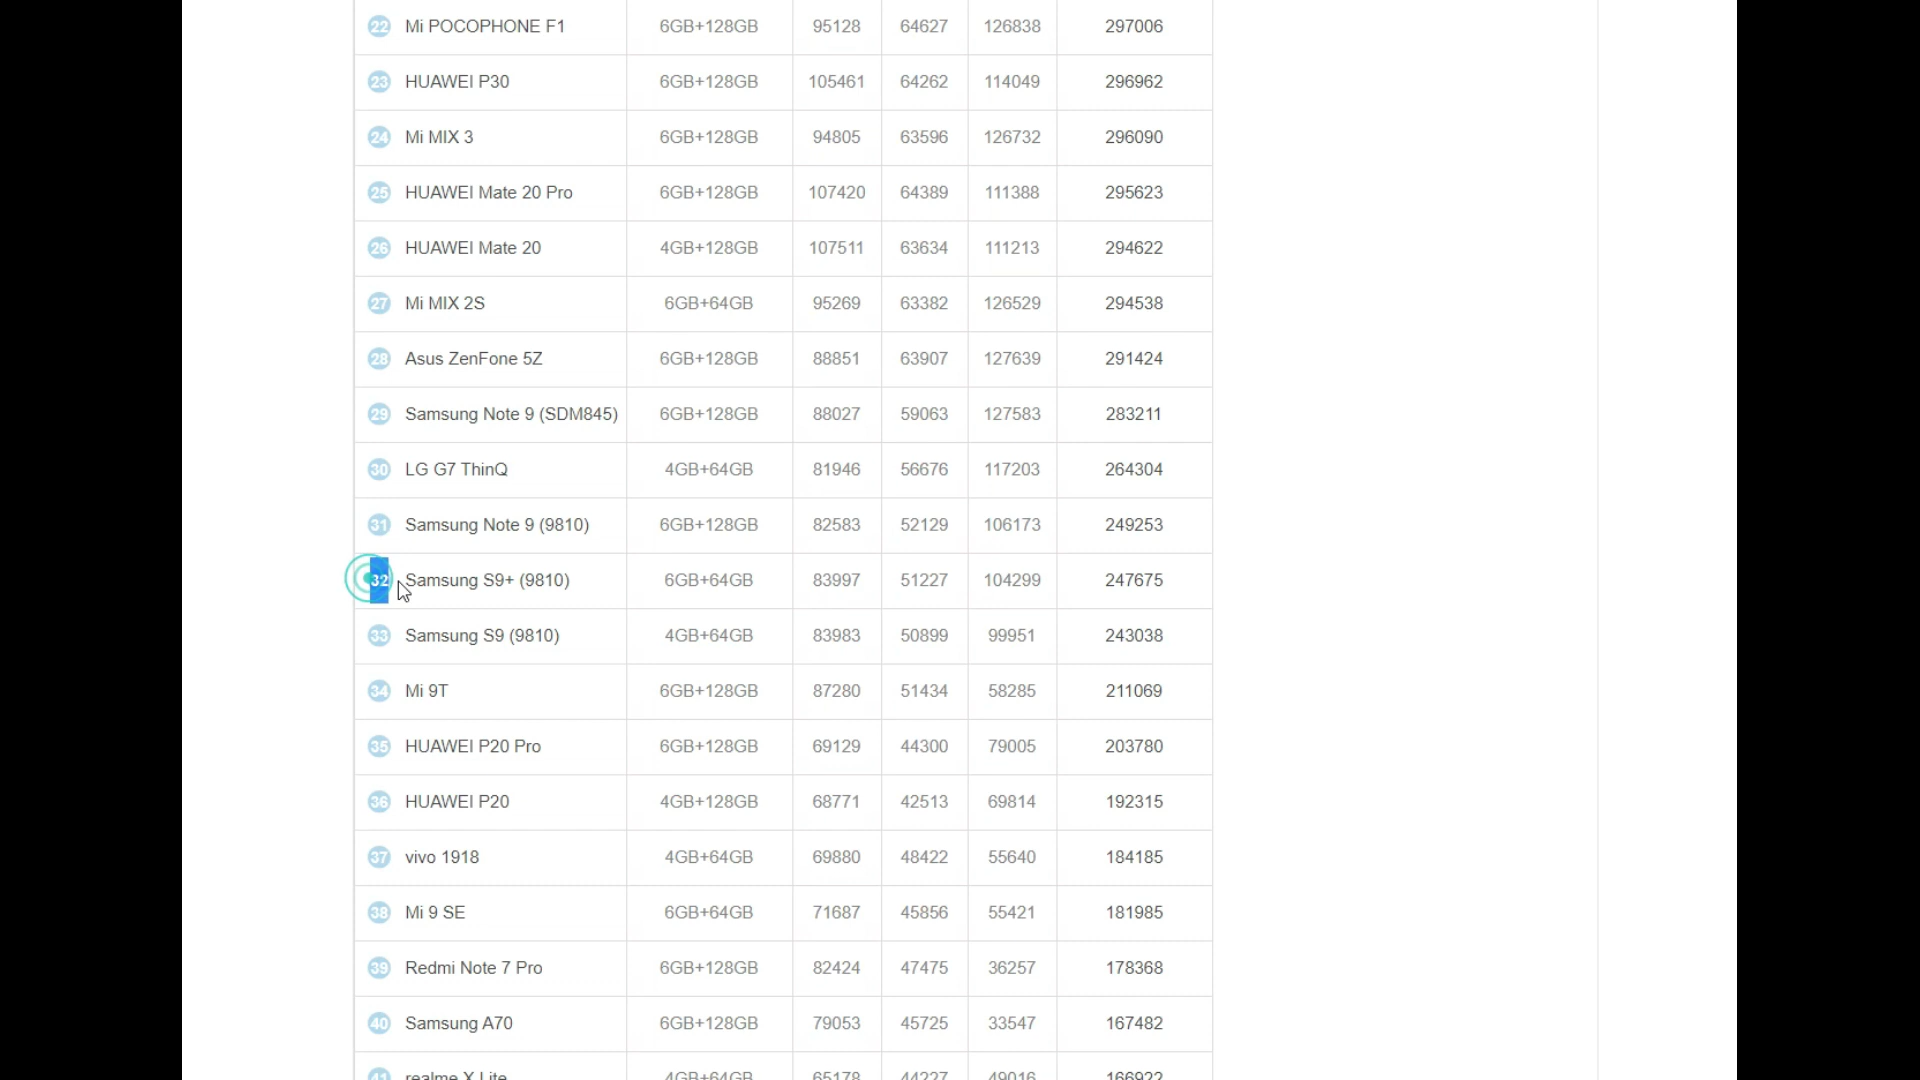 22 Mi POCOPHONE F1 6GB+128GB 95128 64627 126838 297006
23 HUAWEI P30 6GB+128GB 105461 64262 114049 296962
24 Mi MIX 3 6GB+128GB 94805 63596 126732 296090
25 HUAWEI Mate 20 Pro 6GB+128GB 107420 64389 111388 295623
26 HUAWEI Mate 20 4GB+128GB 107511 63634 111213 294622
27 Mi MIX 2S 6GB+64GB 95269 63382 126529 294538
28 Asus ZenFone 5Z 6GB+128GB 88851 63907 127639 291424
29 Samsung Note 9 (SDM845) 6GB+128GB 88027 59063 127583 283211
30 LG G7 ThinQ 4GB+64GB 81946 56676 117203 264304
31 Samsung Note 9 (9810) 6GB+128GB 82583 52129 106173 249253
32 Samsung S9+ (9810) 6GB+64GB 83997 51227 104299 247675
33 Samsung S9 (9810) 4GB+64GB 83983 50899 99951 243038
34 Mi 9T 6GB+128GB 87280 51434 58285 211069
35 HUAWEI P20 Pro 6GB+128GB 69129 44300 79005 203780
36 HUAWEI P20 4GB+128GB 68771 42513 69814 192315
37 vivo 1918 4GB+64GB 69880 48422 55640 184185
38 Mi 9 SE 6GB+64GB 71687 45856 55421 181985
39 Redmi Note 7 Pro 6GB+128GB 82424 47475 36257 178368
40 Samsung A70 6GB+128GB 79053 45725 33547 167482
41 realme X Lite 4GB+64GB 65178 44227 49016 166922